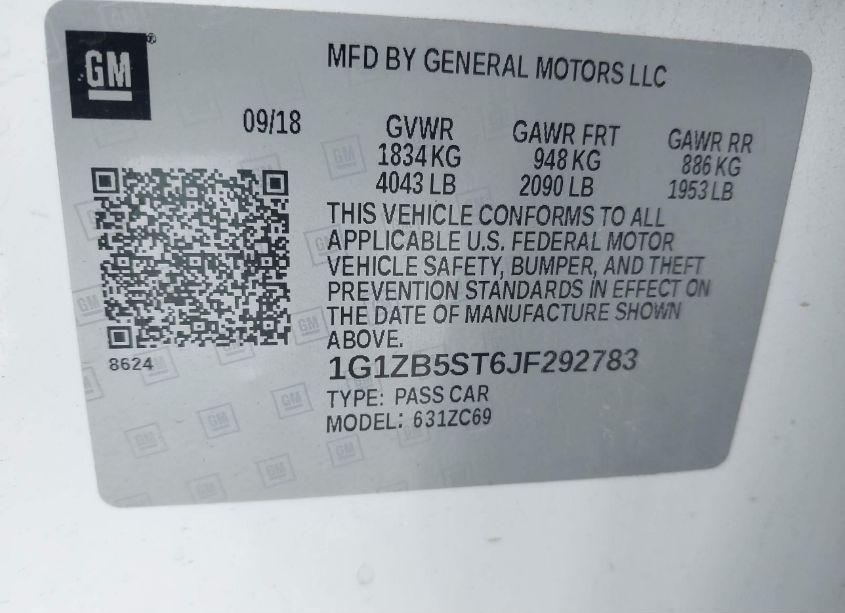 GM®
MFD BY GENERAL MOTORS LLC
09/18
GVWR GAWR FRT GAWR RR
1834 KG 948 KG 886 KG
4043 LB 2090 LB 1953 LB
THIS VEHICLE CONFORMS TO ALL
APPLICABLE U.S. FEDERAL MOTOR
VEHICLE SAFETY, BUMPER, AND THEFT
PREVENTION STANDARDS IN EFFECT ON
THE DATE OF MANUFACTURE SHOWN
ABOVE.
8624
1G1ZB5ST6JF292783
TYPE: PASS CAR
MODEL: 631ZC69